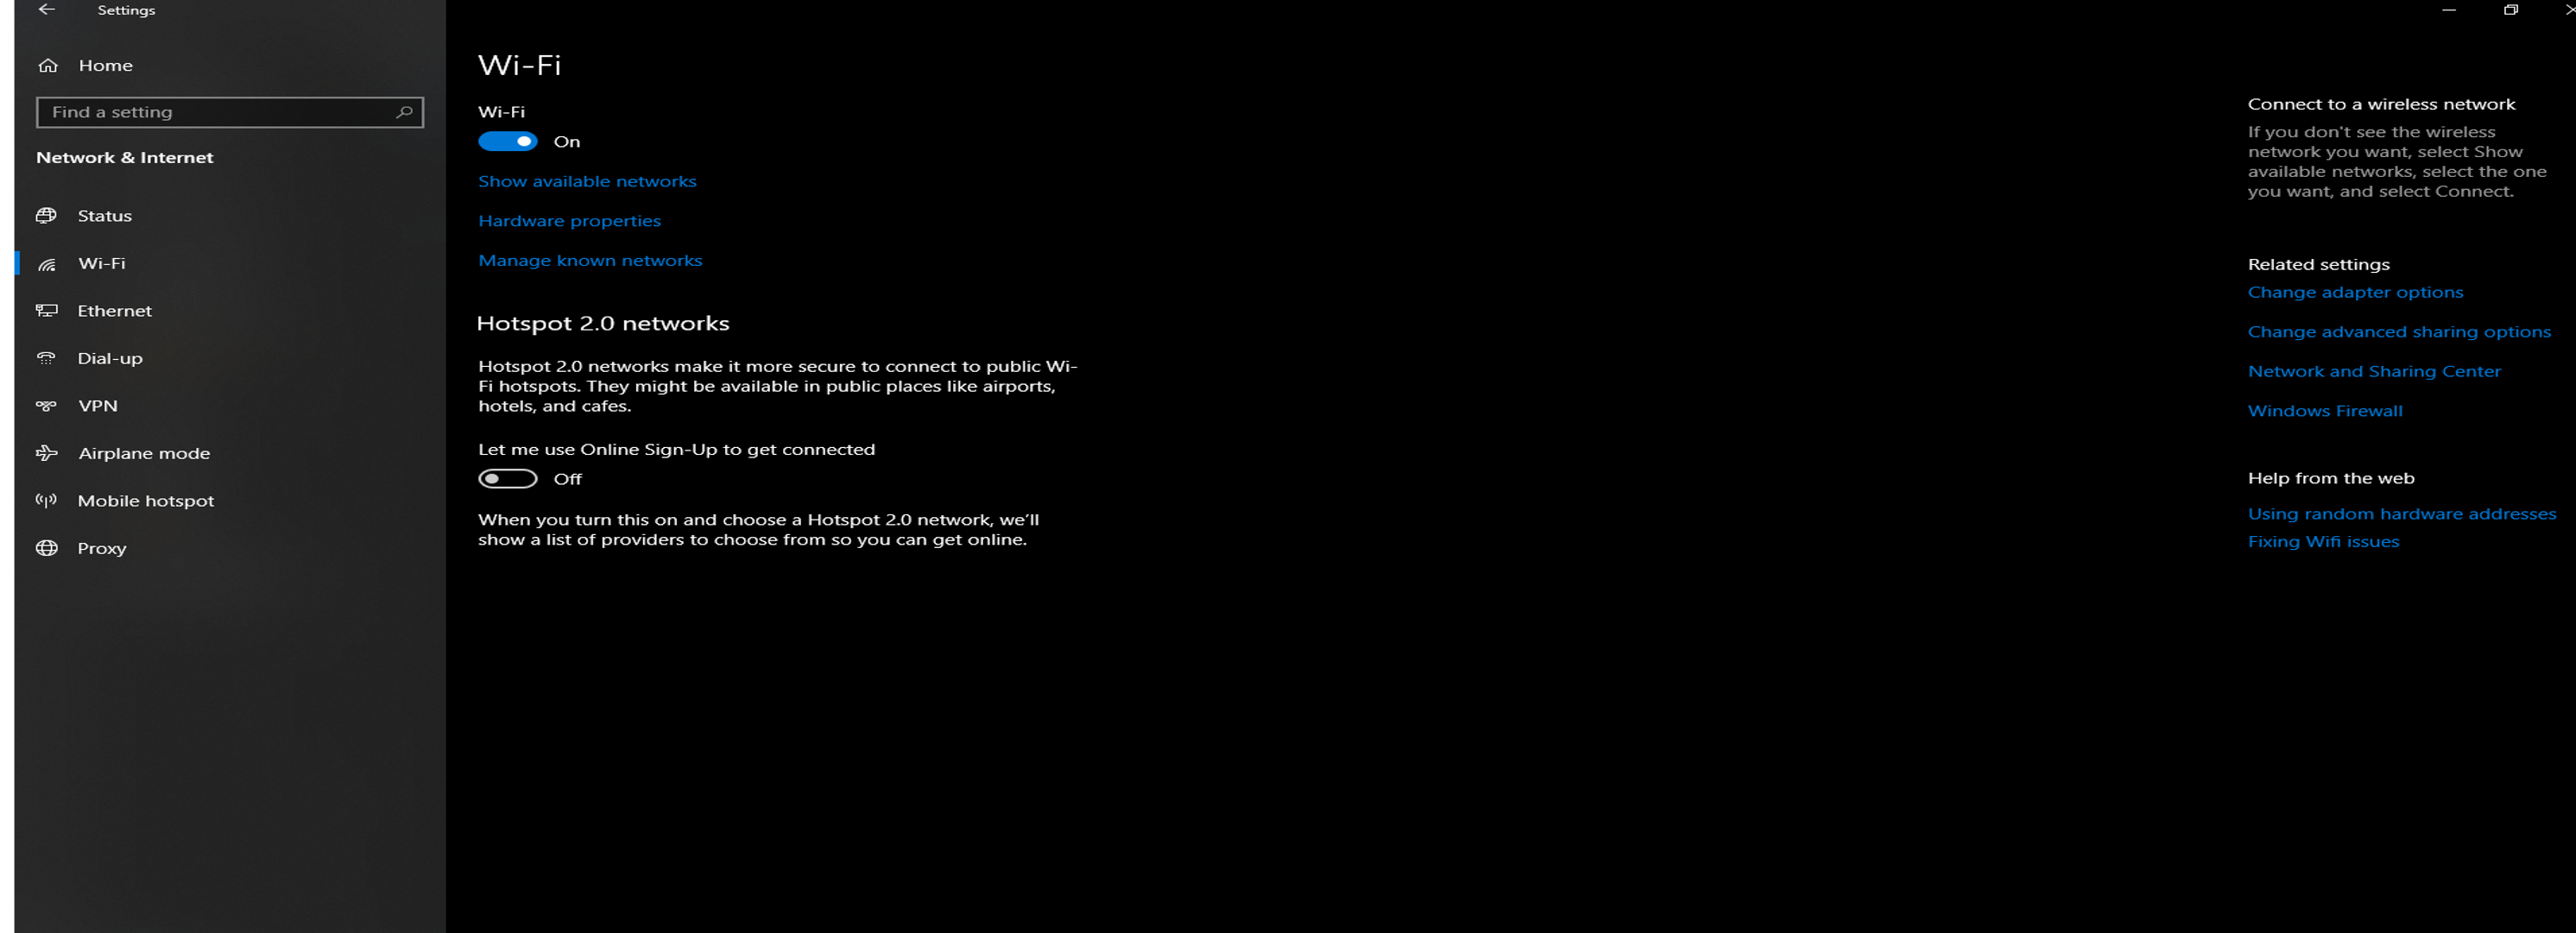 Settings
Home
Find a setting
Network & Internet
Status
Wi-Fi
Ethernet
Dial-up
VPN
Airplane mode
Mobile hotspot
Proxy
Wi-Fi
Wi-Fi
On
Show available networks
Hardware properties
Manage known networks
Hotspot 2.0 networks
Hotspot 2.0 networks make it more secure to connect to public Wi-
Fi hotspots. They might be available in public places like airports,
hotels, and cafes.
Let me use Online Sign-Up to get connected
Off
When you turn this on and choose a Hotspot 2.0 network, we’ll
show a list of providers to choose from so you can get online.
Connect to a wireless network
If you don't see the wireless
network you want, select Show
available networks, select the one
you want, and select Connect.
Related settings
Change adapter options
Change advanced sharing options
Network and Sharing Center
Windows Firewall
Help from the web
Using random hardware addresses
Fixing Wifi issues